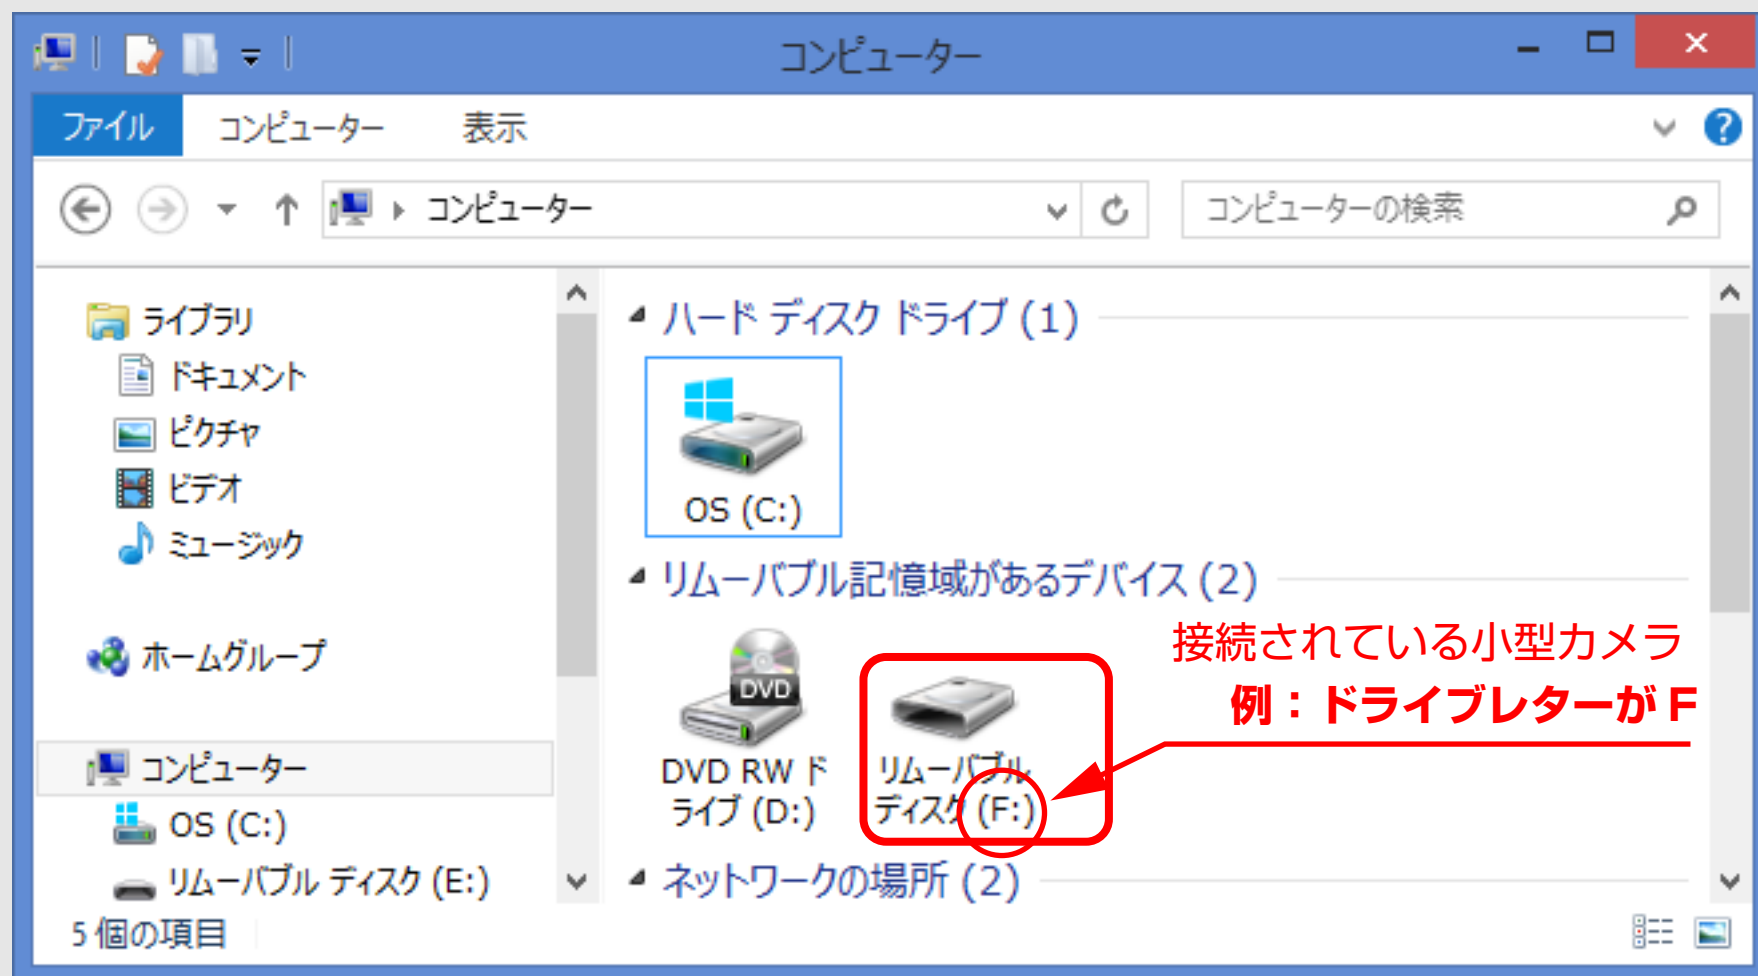 コンピューター
ファイル コンピューター 表示
コンピューター コンピューターの検索
ライブラリ
ドキュメント
ピクチャ
ビデオ
ミュージック
ホームグループ
コンピューター
OS (C:)
リムーバブル ディスク (E:)
ハード ディスク ドライブ (1)
OS (C:)
リムーバブル記憶域があるデバイス (2)
接続されている小型カメラ
例：ドライブレターが F
DVD
DVD RW ド
ライブ (D:)
リムーバブル
ディスク (F:)
ネットワークの場所 (2)
5 個の項目